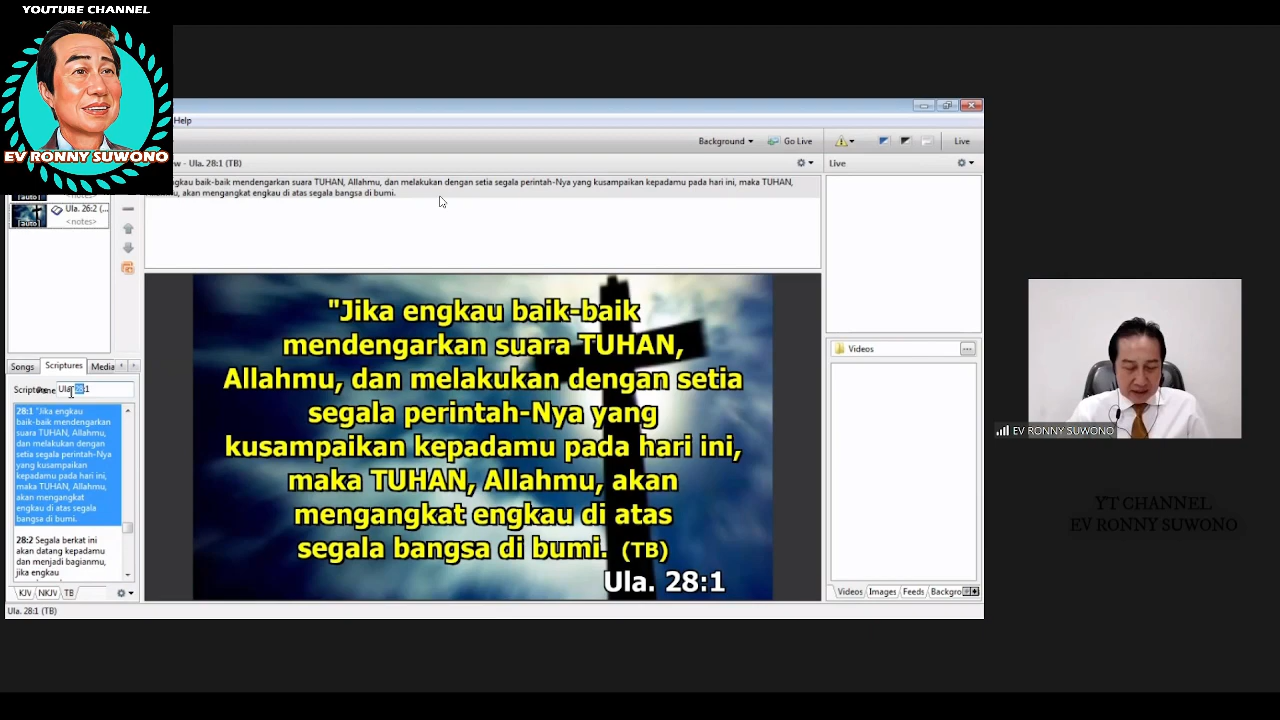 YOUTUBE CHANNEL
EV RONNY SUWONO
Help
Background
Go Live
Live
w - Ula. 28:1 (TB)
Live
baik-baik mendengarkan suara TUHAN, Allahmu, dan melakukan dengan setia segala perintah-Nya yang kusampaikan kepadamu pada hari ini, maka TUHAN,
akan mengangkat engkau di atas segala bangsa di bumi.
[auto]
<notes>
Ula. 26:2 (...
<notes>
[auto]
"Jika engkau baik-baik
mendengarkan suara TUHAN,
Allahmu, dan melakukan dengan setia
segala perintah-Nya yang
kusampaikan kepadamu pada hari ini,
maka TUHAN, Allahmu, akan
mengangkat engkau di atas
segala bangsa di bumi. (TB)
Ula. 28:1
Songs
Scriptures
Media
Ula. 28:1
28:1 "Jika engkau
baik-baik mendengarkan
suara TUHAN, Allahmu,
dan melakukan dengan
setia segala perintah-Nya
yang kusampaikan
kepadamu pada hari ini,
maka TUHAN, Allahmu,
akan mengangkat
engkau di atas segala
bangsa di bumi.
28:2 Segala berkat ini
akan datang kepadamu
dan menjadi bagianmu,
jika engkau
KJV
NKJV
TB
Ula. 28:1 (TB)
Videos
Videos
Images
Feeds
Backgro
EV RONNY SUWONO
YT CHANNEL
EV RONNY SUWONO